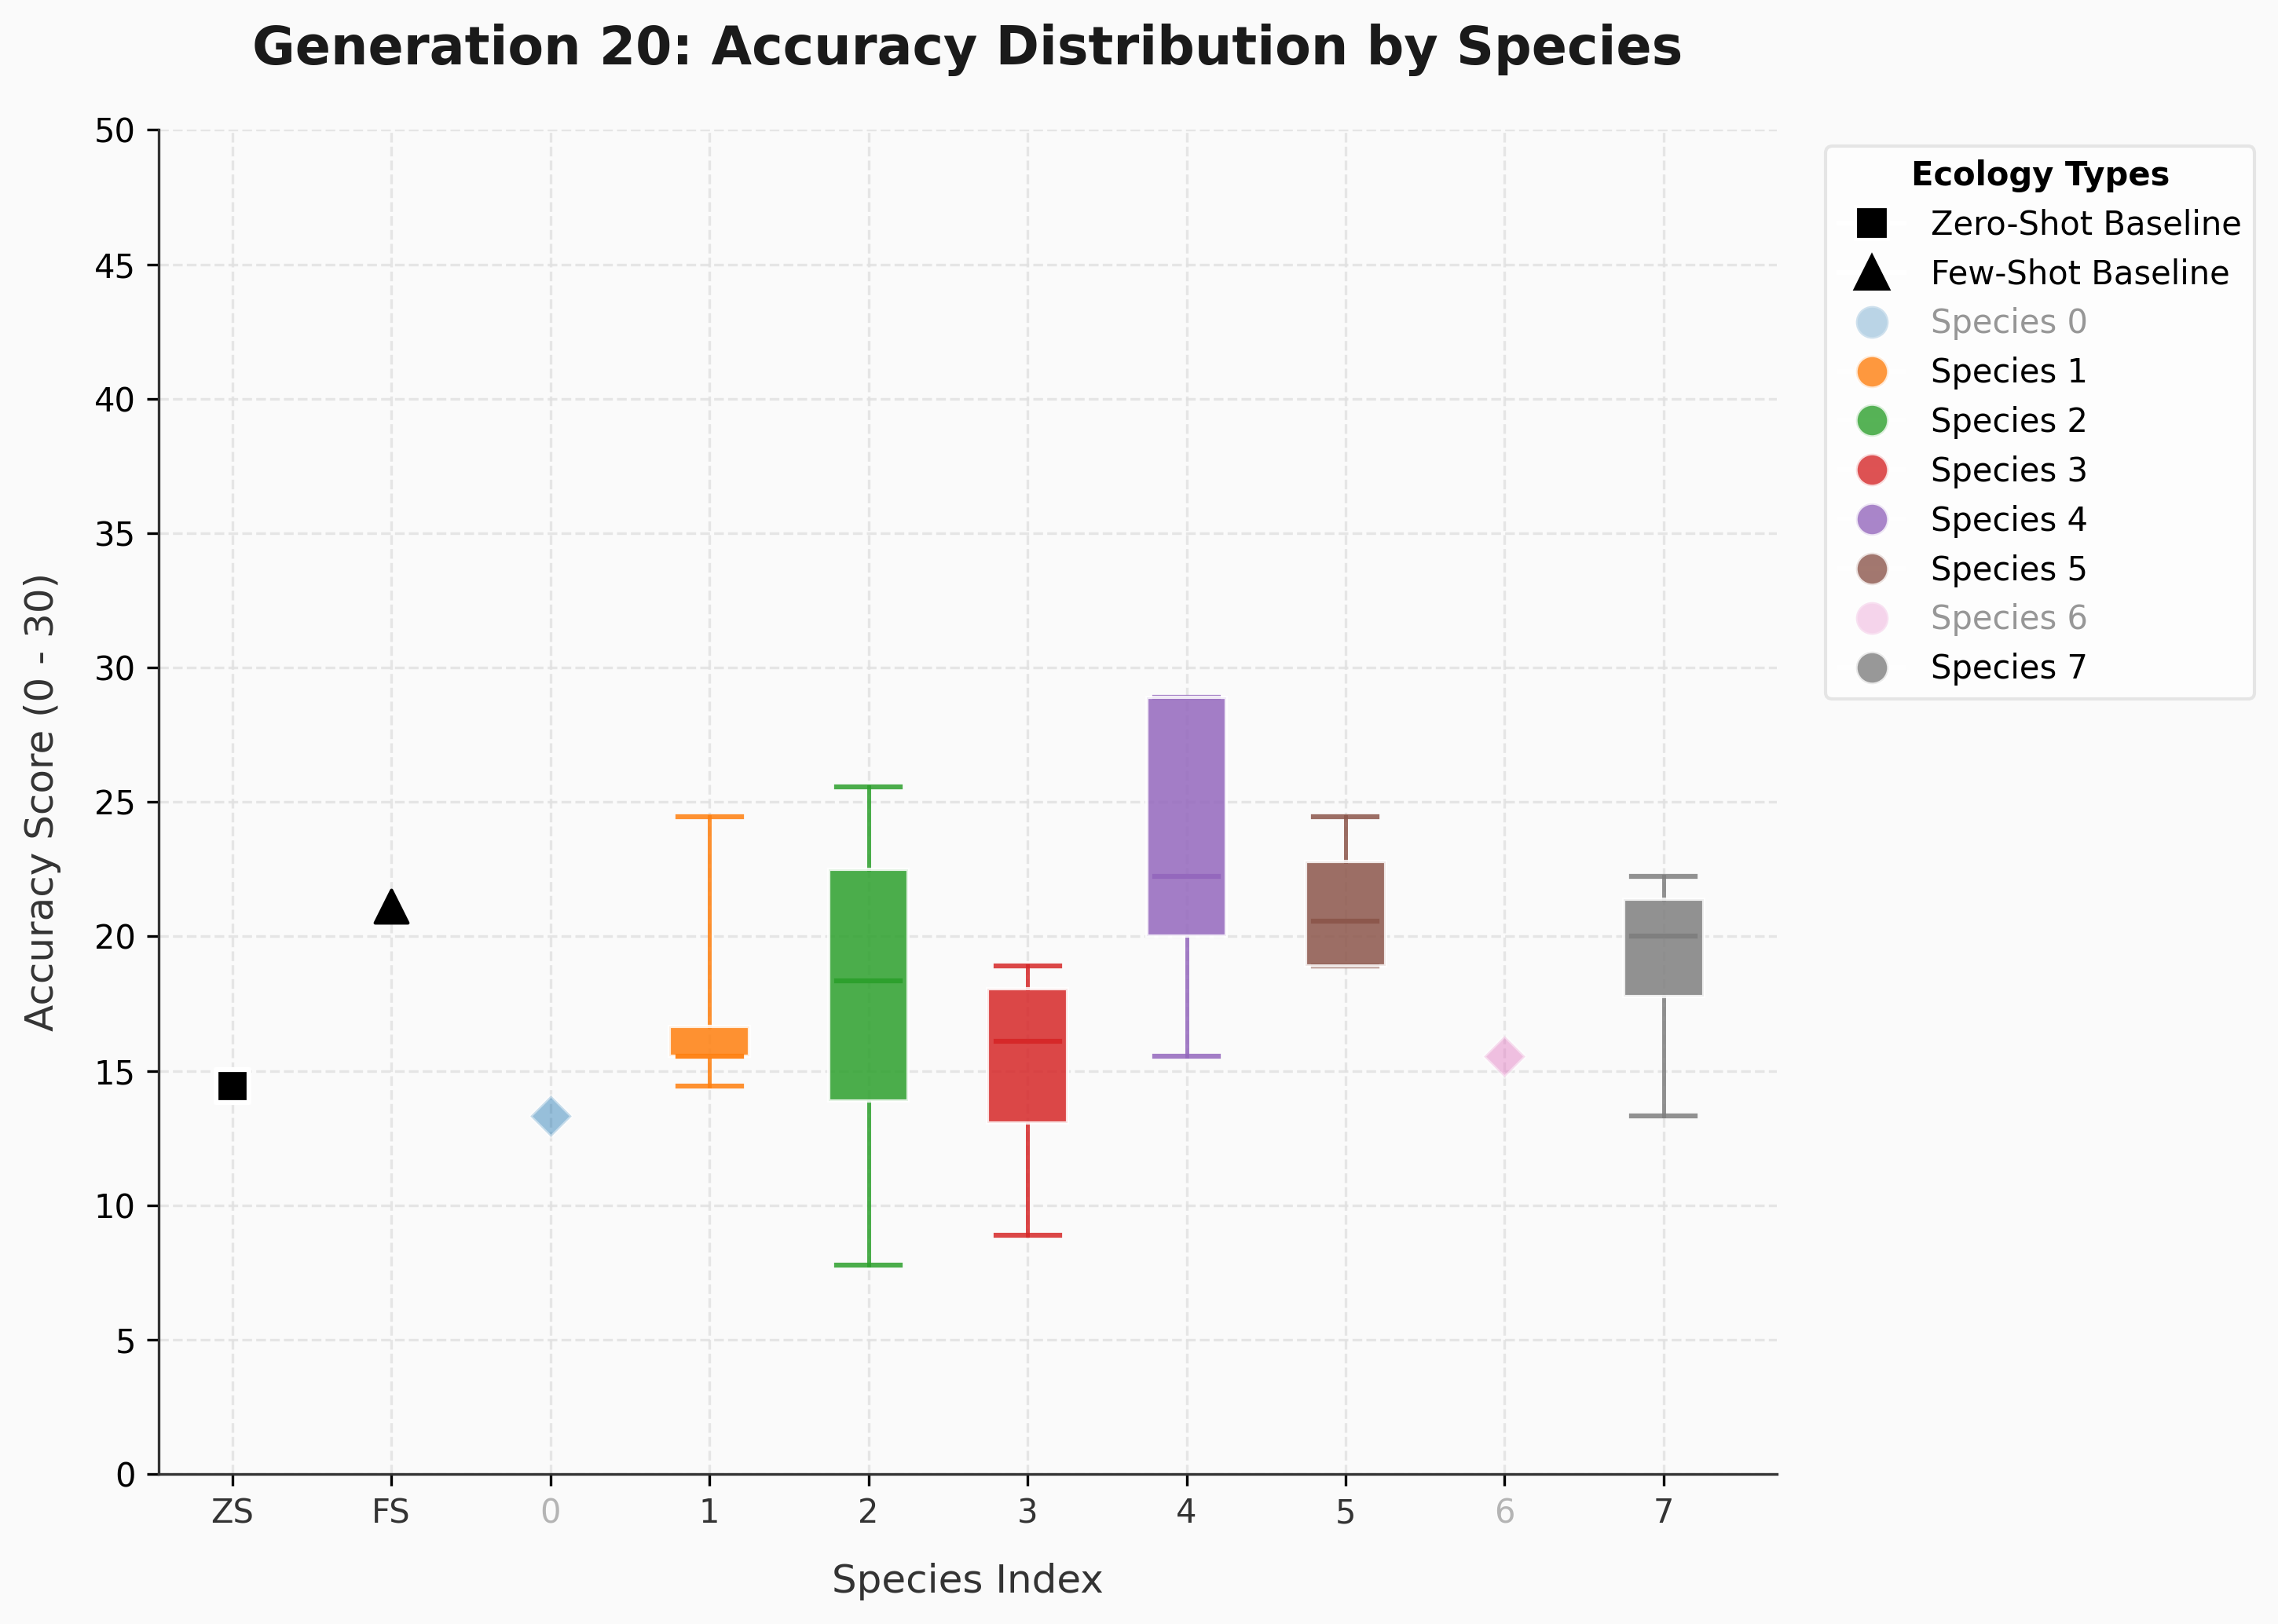 Generation 20: Accuracy Distribution by Species
50
45
40
35
30
25
20
15
10
5
0
Accuracy Score (0 - 30)
ZS FS 0 1 2 3 4 5 6 7
Species Index
Ecology Types
Zero-Shot Baseline
Few-Shot Baseline
Species 0
Species 1
Species 2
Species 3
Species 4
Species 5
Species 6
Species 7